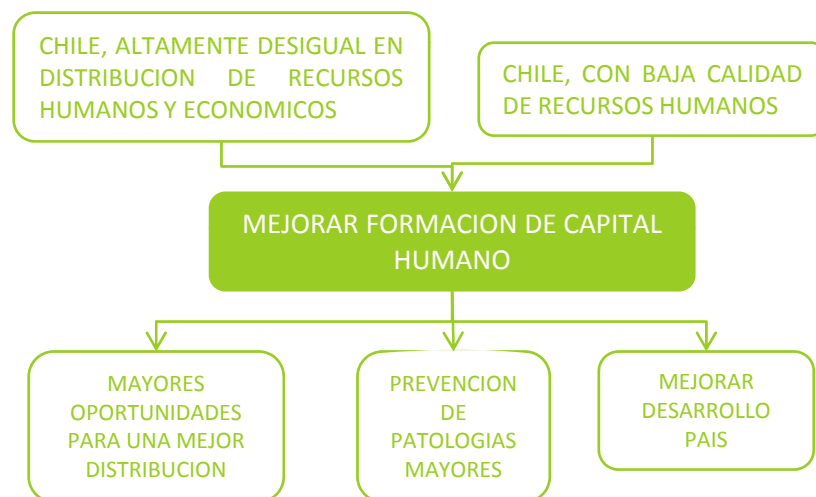 CHILE, ALTAMENTE DESIGUAL EN
DISTRIBUCION DE RECURSOS
HUMANOS Y ECONOMICOS
CHILE, CON BAJA CALIDAD
DE RECURSOS HUMANOS
MEJORAR FORMACION DE CAPITAL
HUMANO
MAYORES
OPORTUNIDADES
PARA UNA MEJOR
DISTRIBUCION
PREVENCION
DE
PATOLOGIAS
MAYORES
MEJORAR
DESARROLLO
PAIS